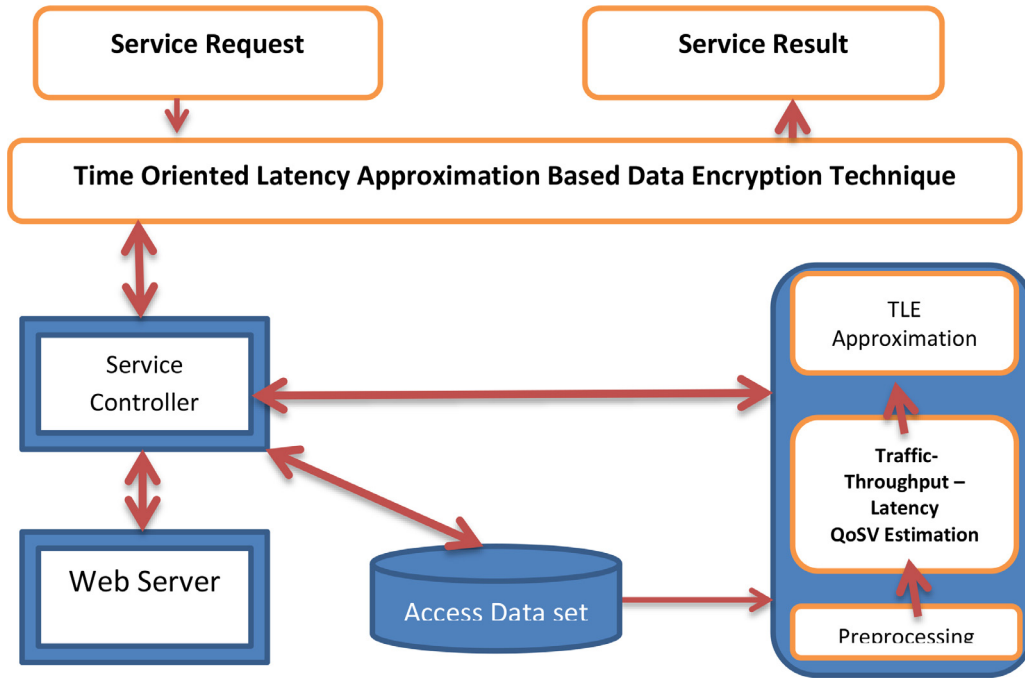 Service Request
Service Result
Time Oriented Latency Approximation Based Data Encryption Technique
Service
Controller
Web Server
Access Data set
TLE
Approximation
Traffic-
Throughput –
Latency
QoSV Estimation
Preprocessing